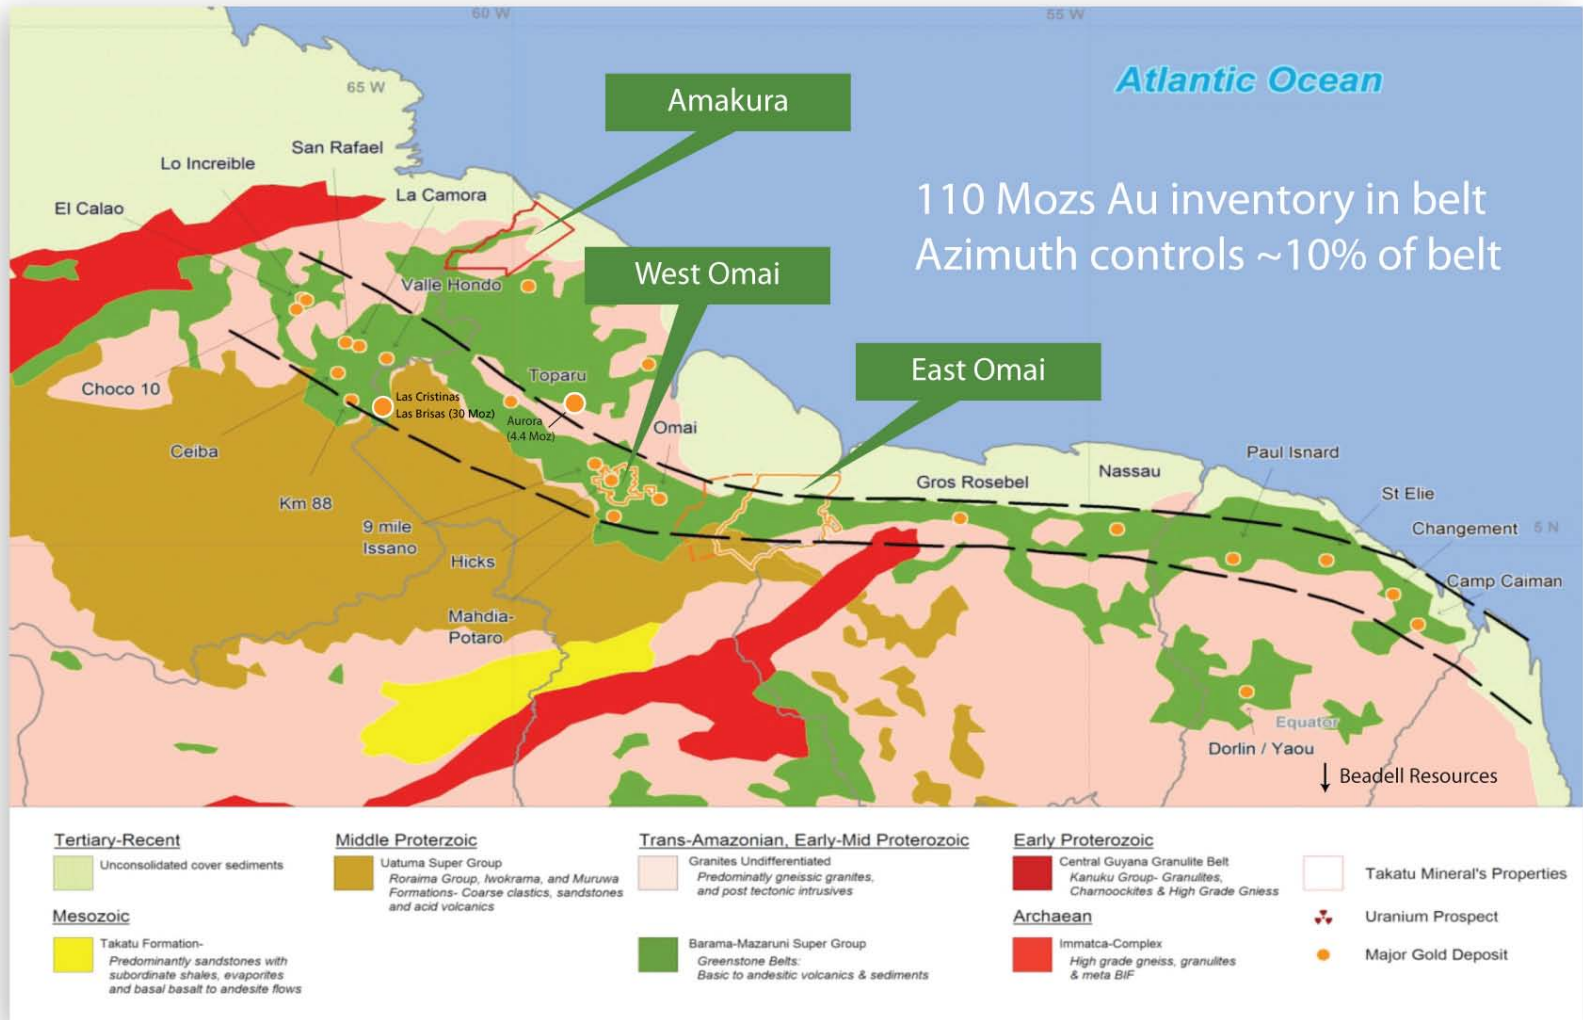 60 W
55 W
65 W
Atlantic Ocean
Amakura
San Rafael
Lo Increible
La Camora
El Calao
110 Mozs Au inventory in belt
Azimuth controls ~10% of belt
West Omai
Valle Hondo
East Omai
Toparu
Choco 10
Las Cristinas
Las Brisas (30 Moz)
Aurora
(4.4 Moz)
Omai
Ceiba
Paul Isnard
Nassau
Gros Rosebel
St Elie
Km 88
9 mile
Issano
Changement
5 N
Hicks
Camp Caiman
Mahdia-
Potaro
Equator
Dorlin / Yaou
Beadell Resources
Tertiary-Recent
Unconsolidated cover sediments
Mesozoic
Takatu Formation-
Predominantly sandstones with
subordinate shales, evaporites
and basal basalt to andesite flows
Middle Proterzoic
Uatuma Super Group
Roraima Group, Iwokrama, and Muruwa
Formations- Coarse clastics, sandstones
and acid volcanics
Trans-Amazonian, Early-Mid Proterozoic
Granites Undifferentiated
Predominatly gneissic granites,
and post tectonic intrusives
Barama-Mazaruni Super Group
Greenstone Belts:
Basic to andesitic volcanics & sediments
Early Proterozoic
Central Guyana Granulite Belt
Kanuku Group- Granulites,
Charnoockites & High Grade Gniess
Archaean
Immatca-Complex
High grade gneiss, granulites
& meta BIF
Takatu Mineral's Properties
Uranium Prospect
Major Gold Deposit